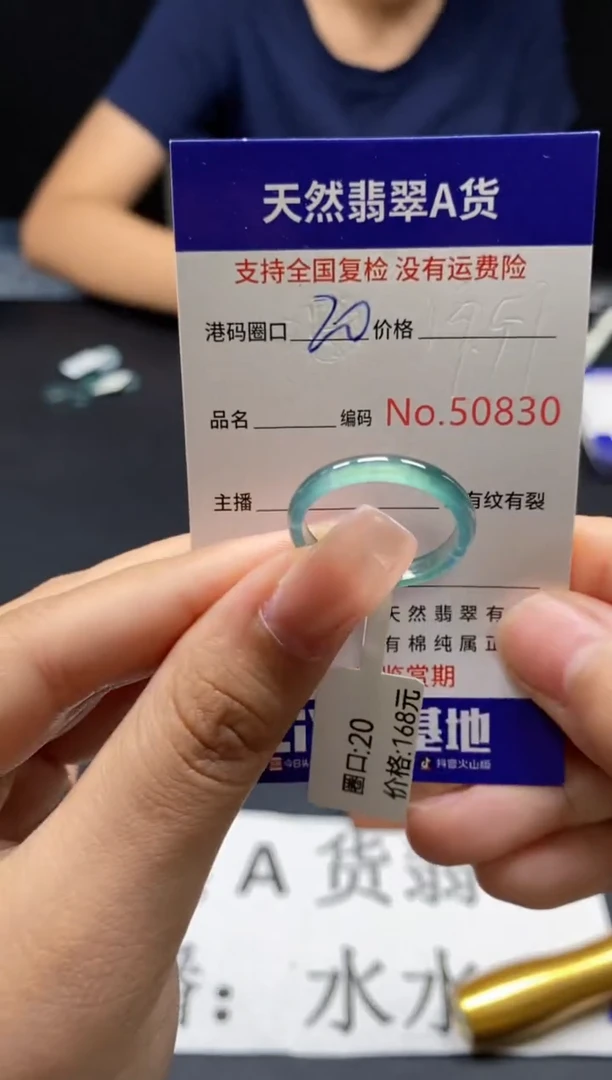 天然翡翠A货
支持全国复检 没有运费险
港码圈口 20 价格
品名 编码 No.50830
主播 有纹有裂
天然翡翠有
有棉纯属正
鉴赏期
基地
抖音火山版
圈口:20
价格:168元
A货翡
水水